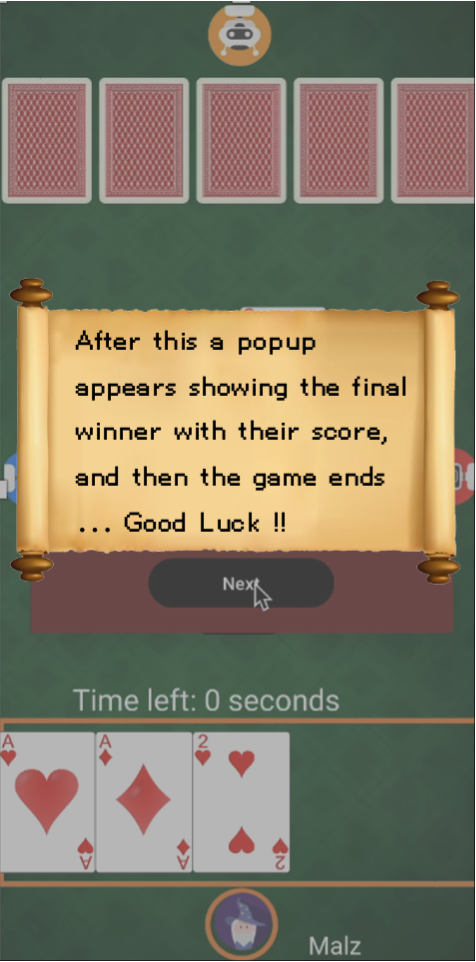 After this a popup
appears showing the final
winner with their score,
and then the game ends
... Good Luck !!
Next
Time left: 0 seconds
A
A
2
A
A
2
Malz